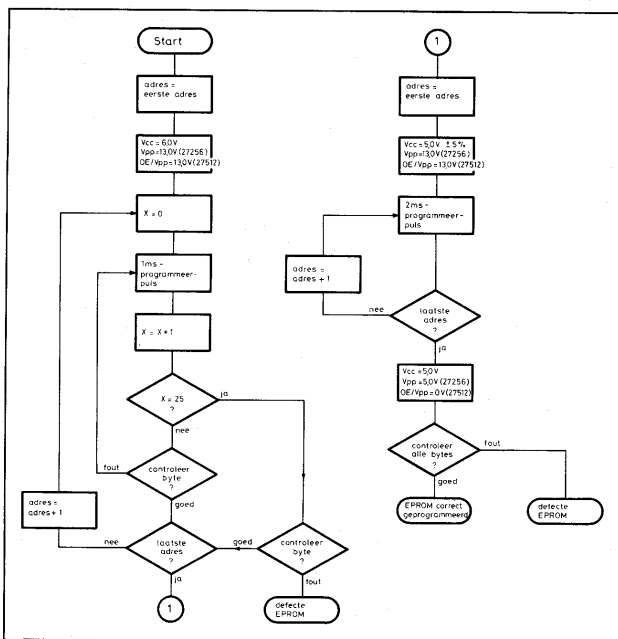 Start
adres =
eerste adres
Vcc = 6,0V
Vpp=13,0V(27256)
OE/Vpp=13,0V(27512)
X = 0
1ms-
programmeer-
puls
X = X+1
X = 25
?
ja
nee
controleer
byte
?
fout
goed
adres =
adres+1
laatste
adres
?
nee
ja
1
goed
controleer
byte
?
fout
defecte
EPROM
1
adres =
eerste adres
Vcc=5,0V ±5%
Vpp=13,0V(27256)
OE/Vpp=13,0V(27512)
2ms-
programmeer-
puls
adres =
adres+1
nee
laatste
adres
?
ja
Vcc=5,0V
Vpp=5,0V(27256)
OE/Vpp=0V(27512)
controleer
alle bytes
?
fout
goed
EPROM correct
geprogrammeerd
defecte
EPROM